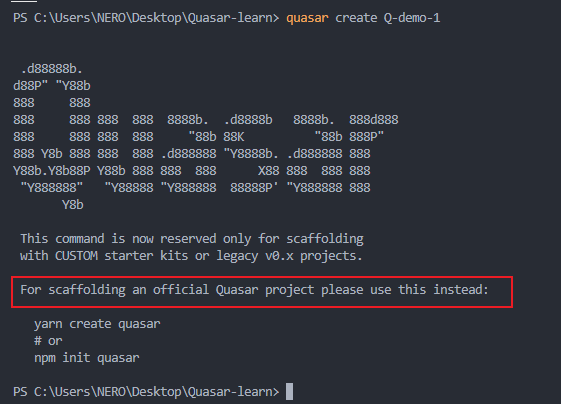 PS C:\Users\NERO\Desktop\Quasar-learn> quasar create Q-demo-1
.d88888b.
d88P" "Y88b
888     888
888     888 888  888  8888b.  .d8888b   8888b.  888d888
888     888 888  888     "88b 88K          "88b 888P"
888 Y8b 888 888  888 .d888888 "Y8888b. .d888888 888
Y88b.Y8b88P Y88b 888 888  888      X88 888  888 888
"Y888888"   "Y88888 "Y888888  88888P' "Y888888 888
Y8b
This command is now reserved only for scaffolding
with CUSTOM starter kits or legacy v0.x projects.
For scaffolding an official Quasar project please use this instead:
yarn create quasar
# or
npm init quasar
PS C:\Users\NERO\Desktop\Quasar-learn>